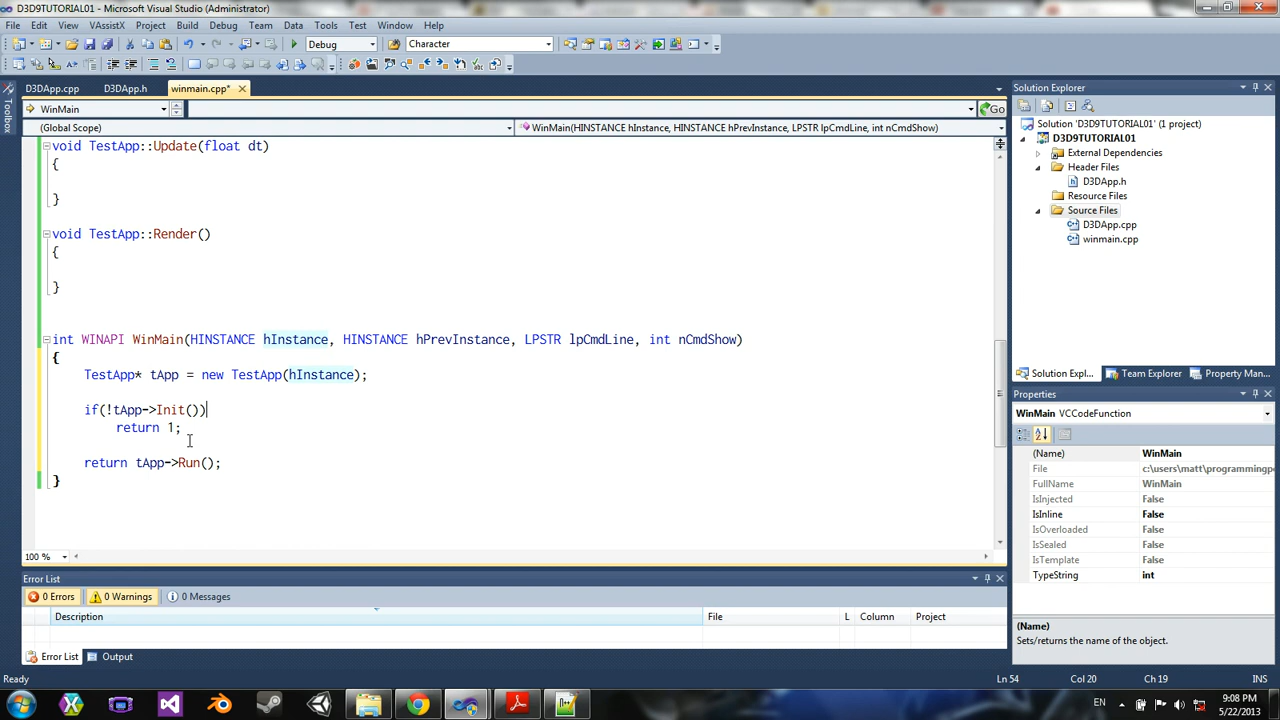 D3D9TUTORIAL01 - Microsoft Visual Studio (Administrator)
File Edit View VAssistX Project Build Debug Team Data Tools Test Window Help
Debug Character
D3DApp.cpp D3DApp.h winmain.cpp*
WinMain Go
(Global Scope) WinMain(HINSTANCE hInstance, HINSTANCE hPrevInstance, LPSTR lpCmdLine, int nCmdShow)
Toolbox
void TestApp::Update(float dt)
{
}
void TestApp::Render()
{
}
int WINAPI WinMain(HINSTANCE hInstance, HINSTANCE hPrevInstance, LPSTR lpCmdLine, int nCmdShow)
{
TestApp* tApp = new TestApp(hInstance);
if(!tApp->Init())
return 1;
return tApp->Run();
}
100 %
Error List
0 Errors 0 Warnings 0 Messages
Description File L Column Project
Error List Output
Solution Explorer
Solution 'D3D9TUTORIAL01' (1 project)
D3D9TUTORIAL01
External Dependencies
Header Files
D3DApp.h
Resource Files
Source Files
D3DApp.cpp
winmain.cpp
Solution Expl... Team Explorer Property Man...
Properties
WinMain VCCodeFunction
(Name) WinMain
File c:\users\matt\programmingpe
FullName WinMain
IsInjected False
IsInline False
IsOverloaded False
IsSealed False
IsTemplate False
TypeString int
(Name)
Sets/returns the name of the object.
Ready Ln 54 Col 20 Ch 19 INS
EN 9:08 PM
5/22/2013